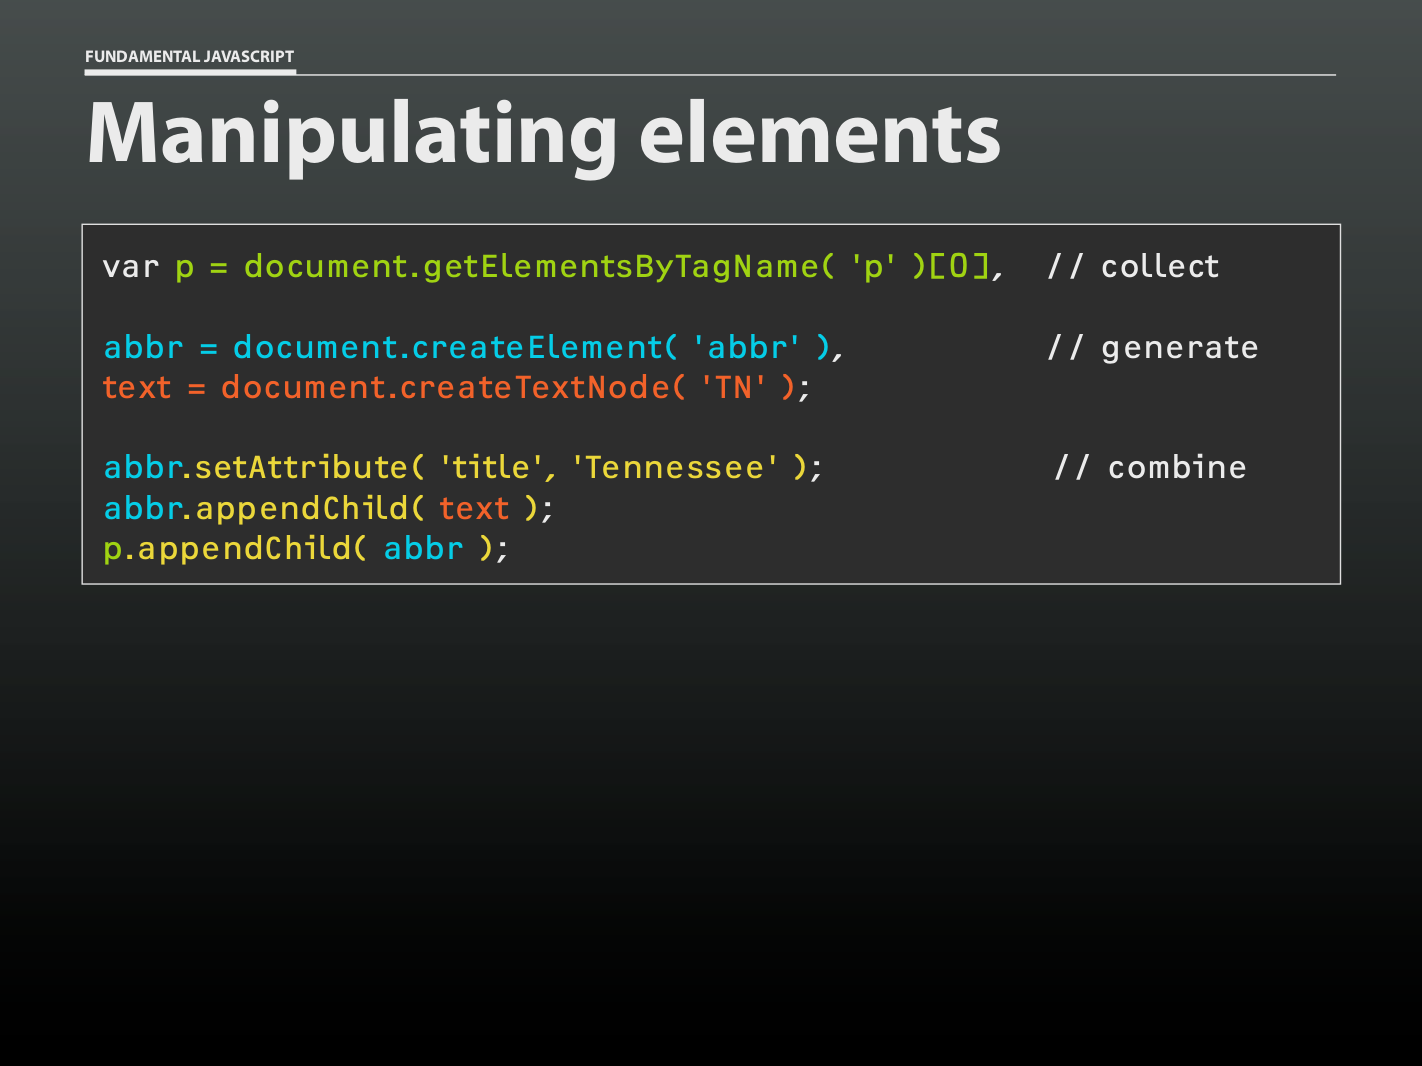 FUNDAMENTAL JAVASCRIPT
Manipulating elements
var p = document.getElementsByTagName( 'p' )[0], // collect
abbr = document.createElement( 'abbr' ), // generate
text = document.createTextNode( 'TN' );
abbr.setAttribute( 'title', 'Tennessee' ); // combine
abbr.appendChild( text );
p.appendChild( abbr );